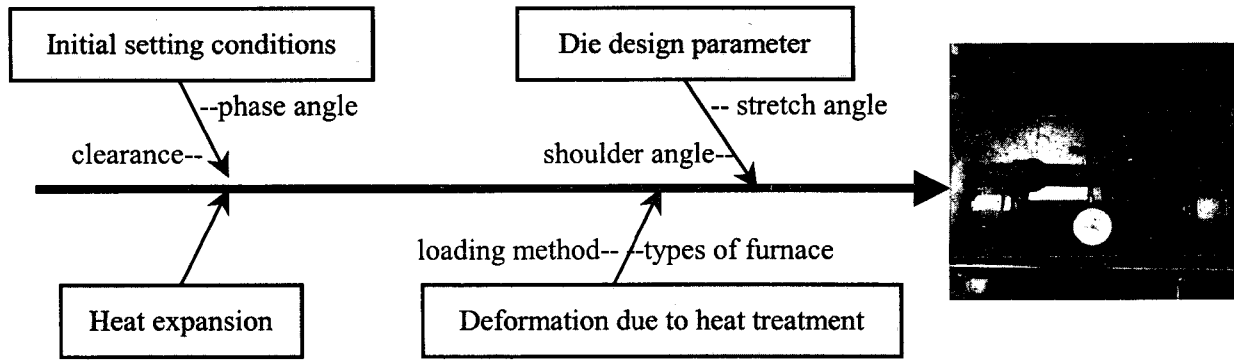 Initial setting conditions
Die design parameter
--phase angle
-- stretch angle
clearance--
shoulder angle--
loading method-- --types of furnace
Heat expansion
Deformation due to heat treatment